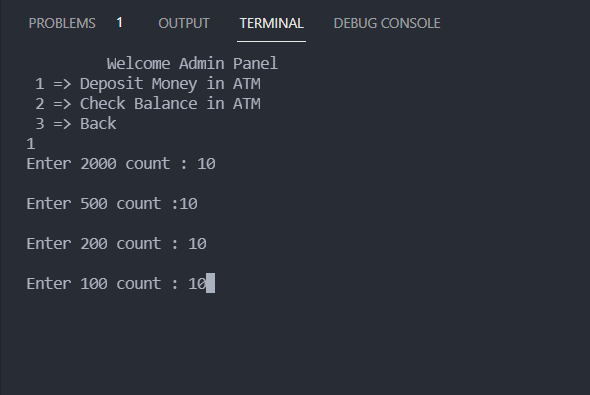 PROBLEMS 1 OUTPUT TERMINAL DEBUG CONSOLE
Welcome Admin Panel
1 => Deposit Money in ATM
2 => Check Balance in ATM
3 => Back
1
Enter 2000 count : 10
Enter 500 count :10
Enter 200 count : 10
Enter 100 count : 10